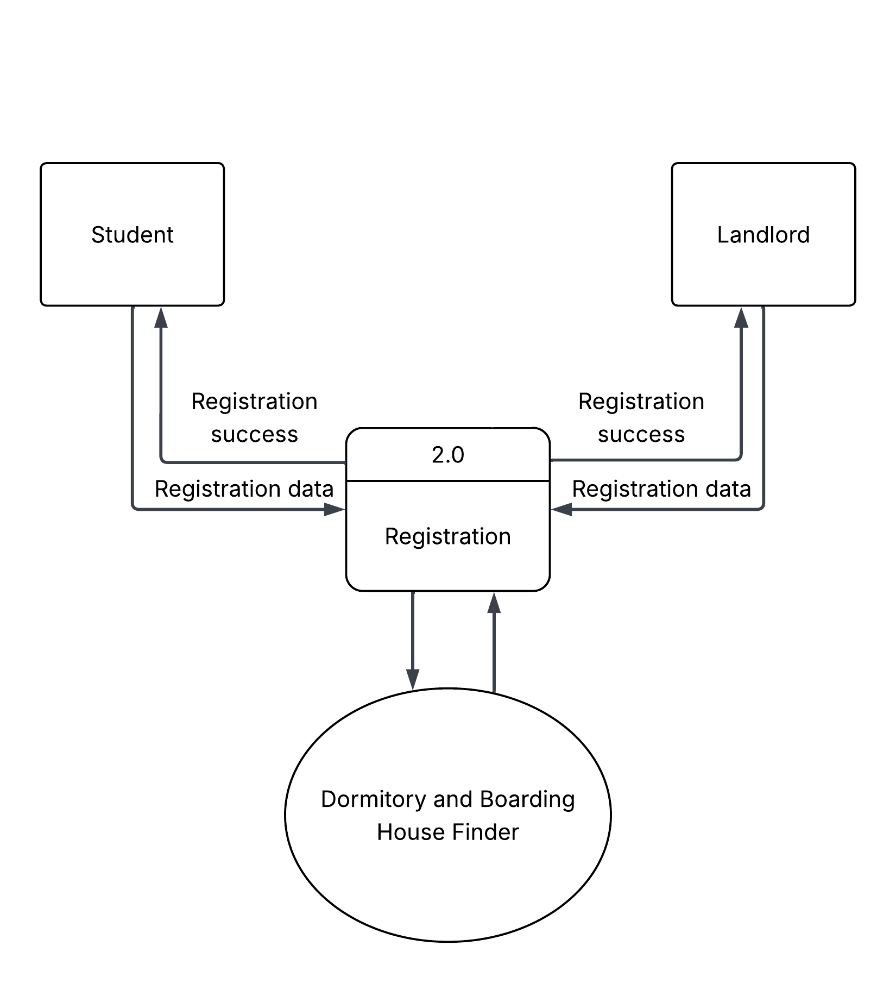 Student
Landlord
Registration
success
Registration
success
2.0
Registration data
Registration data
Registration
Dormitory and Boarding
House Finder